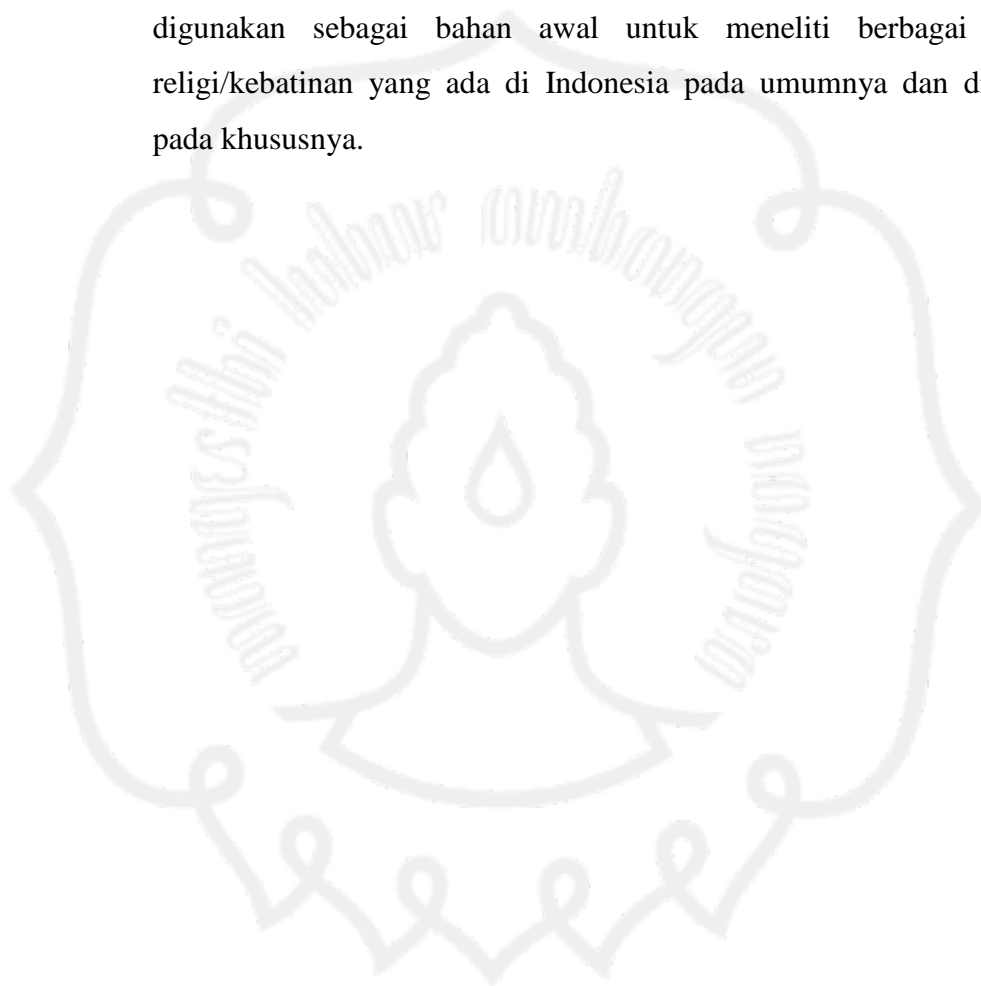 digunakan sebagai bahan awal untuk meneliti berbagai
religi/kebatinan yang ada di Indonesia pada umumnya dan
pada khususnya.